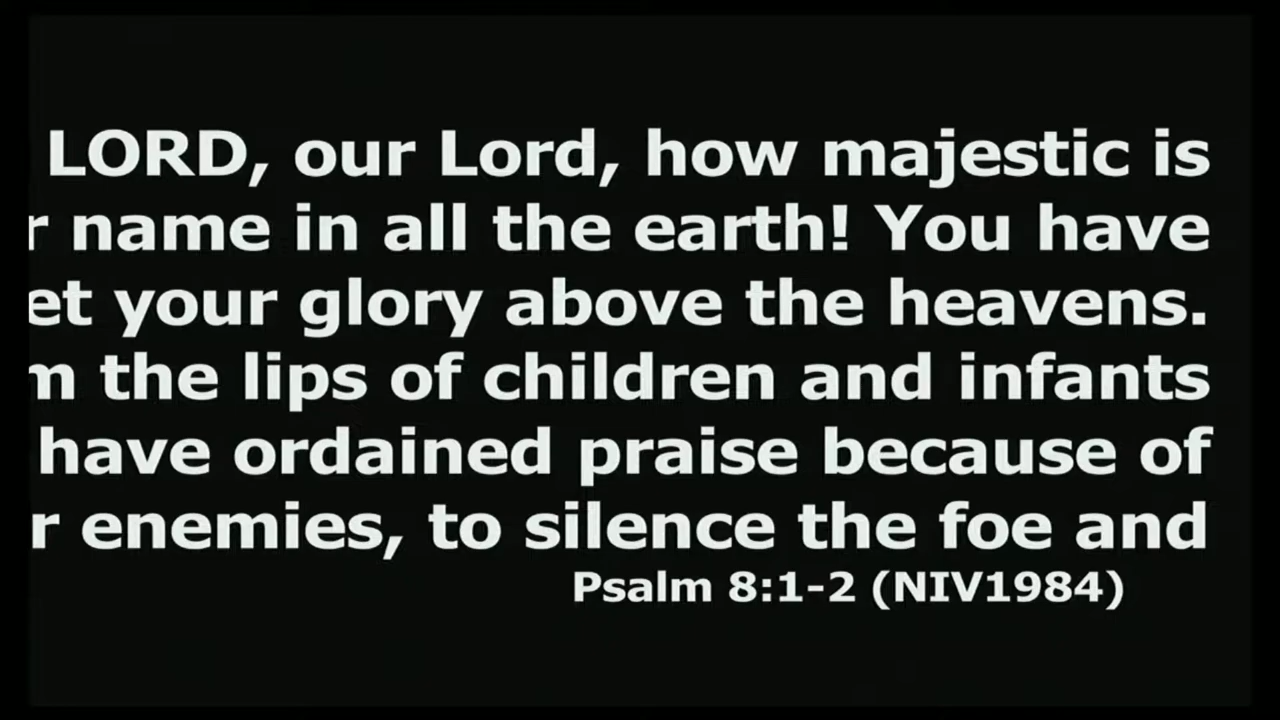 LORD, our Lord, how majestic is
r name in all the earth! You have
et your glory above the heavens.
m the lips of children and infants
have ordained praise because of
r enemies, to silence the foe and
Psalm 8:1-2 (NIV1984)